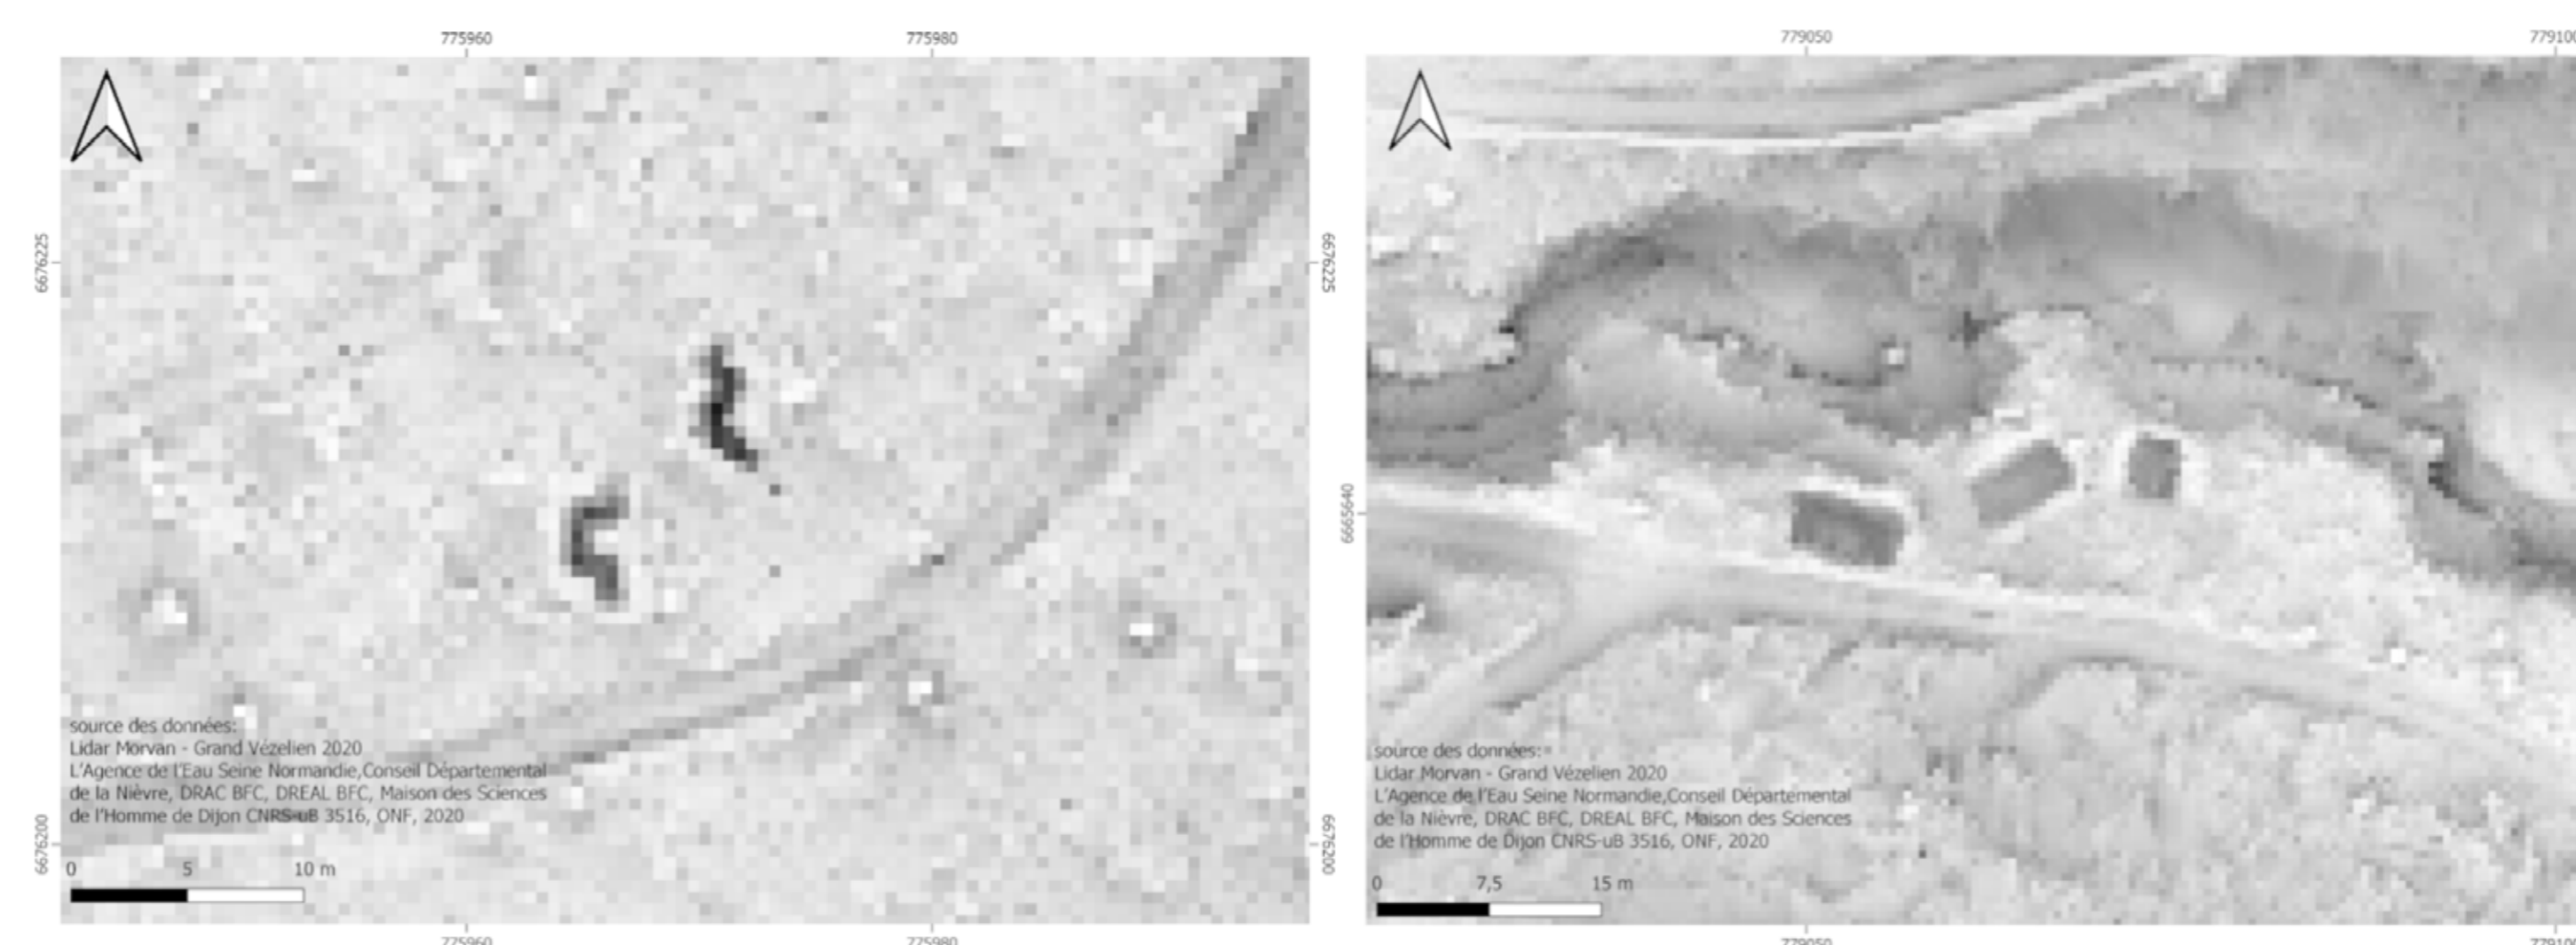 775960
775980
6676225
6676225
source des données:
Lidar Morvan - Grand Vézelien 2020
L'Agence de l'Eau Seine Normandie,Conseil Départemental
de la Nièvre, DRAC BFC, DREAL BFC, Maison des Sciences
de l'Homme de Dijon CNRS-uB 3516, ONF, 2020
6676200
6676200
0 5 10 m
775960
775980
779050
77910
6665640
source des données:
Lidar Morvan - Grand Vézelien 2020
L'Agence de l'Eau Seine Normandie,Conseil Départemental
de la Nièvre, DRAC BFC, DREAL BFC, Maison des Sciences
de l'Homme de Dijon CNRS-uB 3516, ONF, 2020
0 7,5 15 m
779050
77910